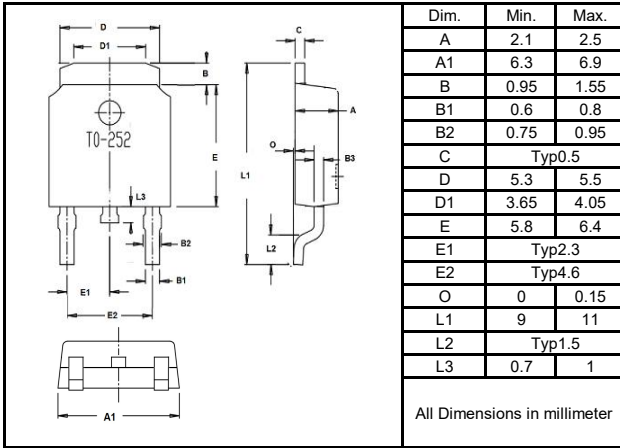 D
D1
C
B
A
TO-252
E
O
B3
L1
L3
B2
L2
E1
B1
E2
A1
Dim. Min. Max.
A 2.1 2.5
A1 6.3 6.9
B 0.95 1.55
B1 0.6 0.8
B2 0.75 0.95
C Typ0.5
D 5.3 5.5
D1 3.65 4.05
E 5.8 6.4
E1 Typ2.3
E2 Typ4.6
O 0 0.15
L1 9 11
L2 Typ1.5
L3 0.7 1
All Dimensions in millimeter